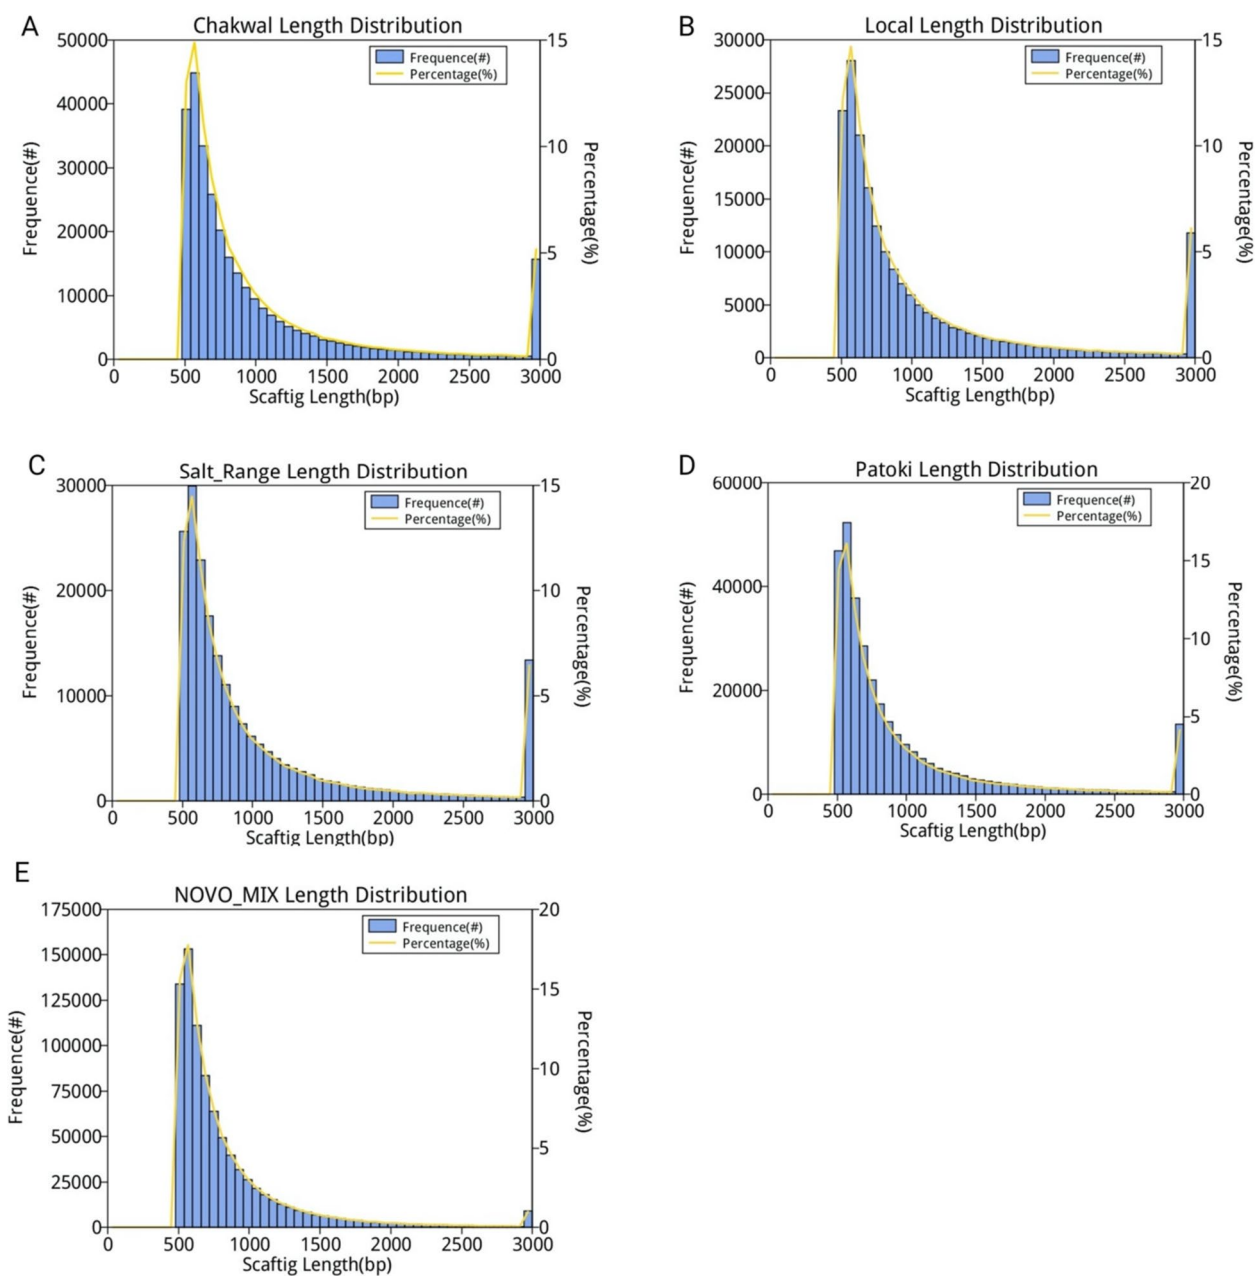 A
Chakwal Length Distribution
50000
40000
30000
20000
10000
0
Frequence(#)
Frequence(#)
Percentage(%)
15
10
5
0
Percentage(%)
0 500 1000 1500 2000 2500 3000
Scaftig Length(bp)
B
Local Length Distribution
30000
25000
20000
15000
10000
5000
0
Frequence(#)
Frequence(#)
Percentage(%)
15
10
5
0
Percentage(%)
0 500 1000 1500 2000 2500 3000
Scaftig Length(bp)
C
Salt_Range Length Distribution
30000
20000
10000
0
Frequence(#)
Frequence(#)
Percentage(%)
15
10
5
0
Percentage(%)
0 500 1000 1500 2000 2500 3000
Scaftig Length(bp)
D
Patoki Length Distribution
60000
40000
20000
0
Frequence(#)
Frequence(#)
Percentage(%)
20
15
10
5
0
Percentage(%)
0 500 1000 1500 2000 2500 3000
Scaftig Length(bp)
E
NOVO_MIX Length Distribution
175000
150000
125000
100000
75000
50000
25000
0
Frequence(#)
Frequence(#)
Percentage(%)
20
15
10
5
0
Percentage(%)
0 500 1000 1500 2000 2500 3000
Scaftig Length(bp)